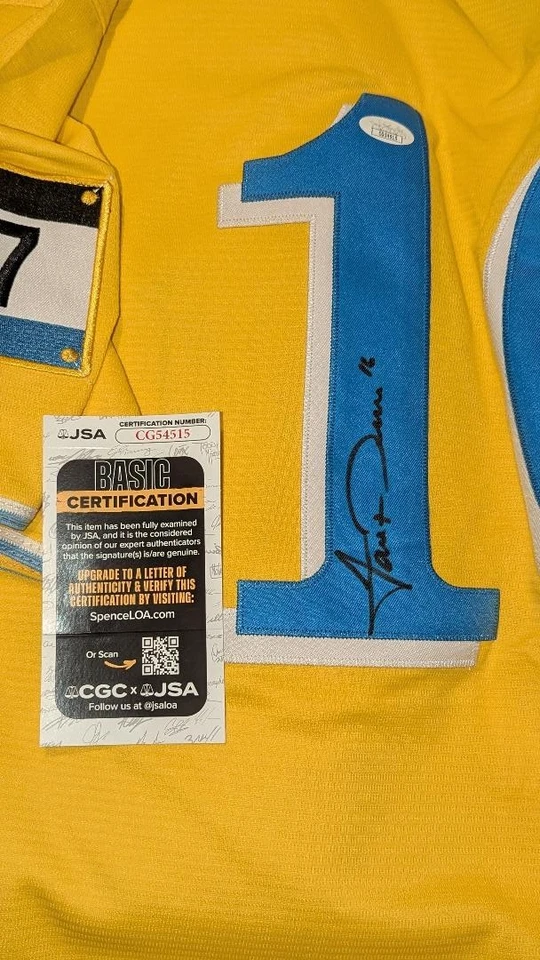 1
7
16
JSA
CERTIFICATION NUMBER:
CG54515
BASIC
CERTIFICATION
This item has been fully examined
by JSA, and it is the considered
opinion of our expert authenticators
that the signature(s) is/are genuine.
UPGRADE TO A LETTER OF
AUTHENTICITY & VERIFY THIS
CERTIFICATION BY VISITING:
SpenceLOA.com
Or Scan
CGC x JSA
Follow us at @jsaloa